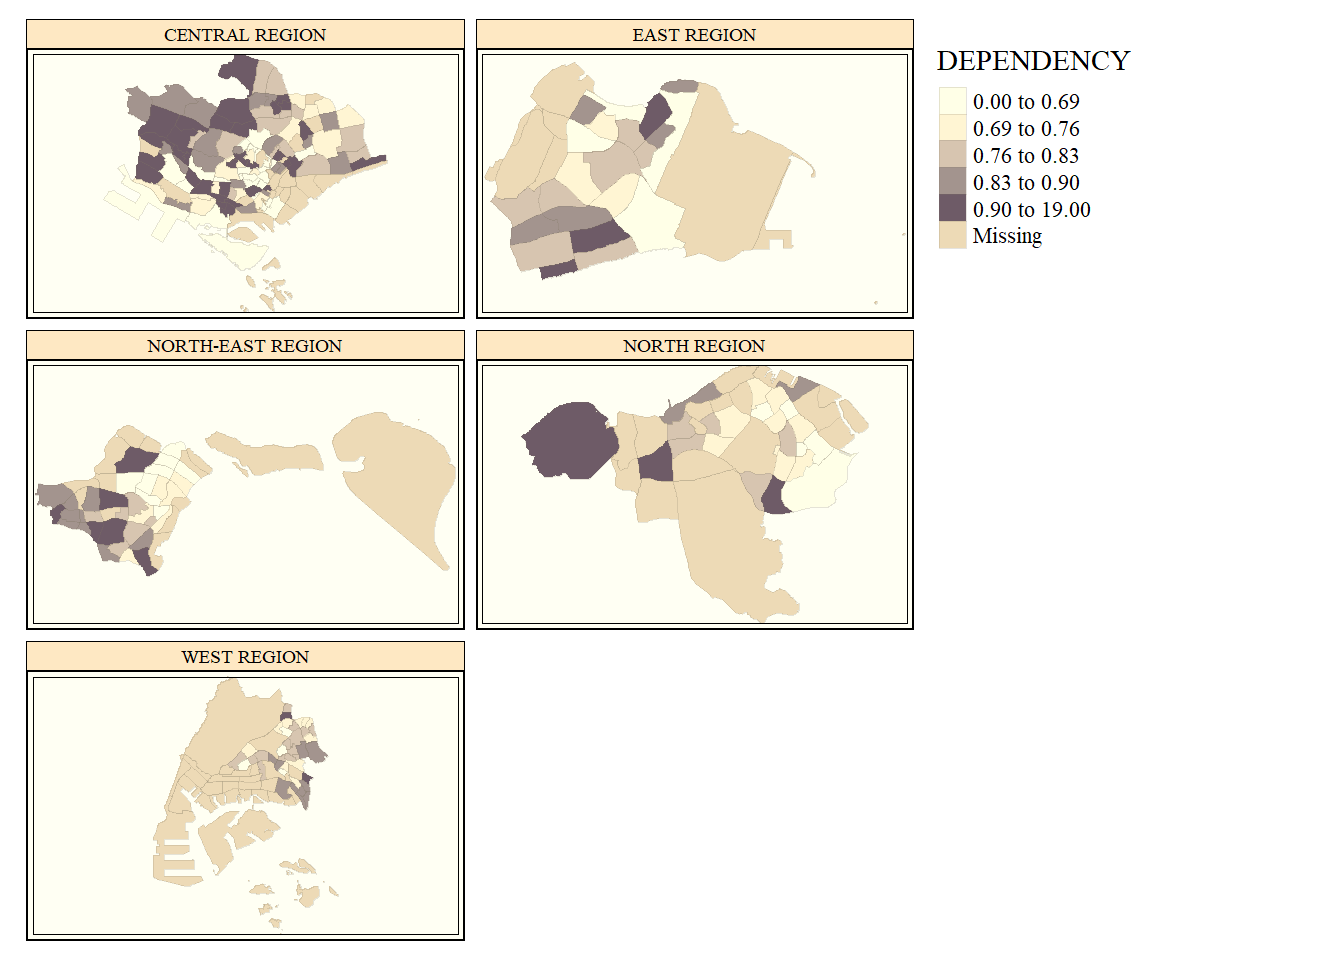 CENTRAL REGION
EAST REGION
DEPENDENCY
0.00 to 0.69
0.69 to 0.76
0.76 to 0.83
0.83 to 0.90
0.90 to 19.00
Missing
NORTH-EAST REGION
NORTH REGION
WEST REGION